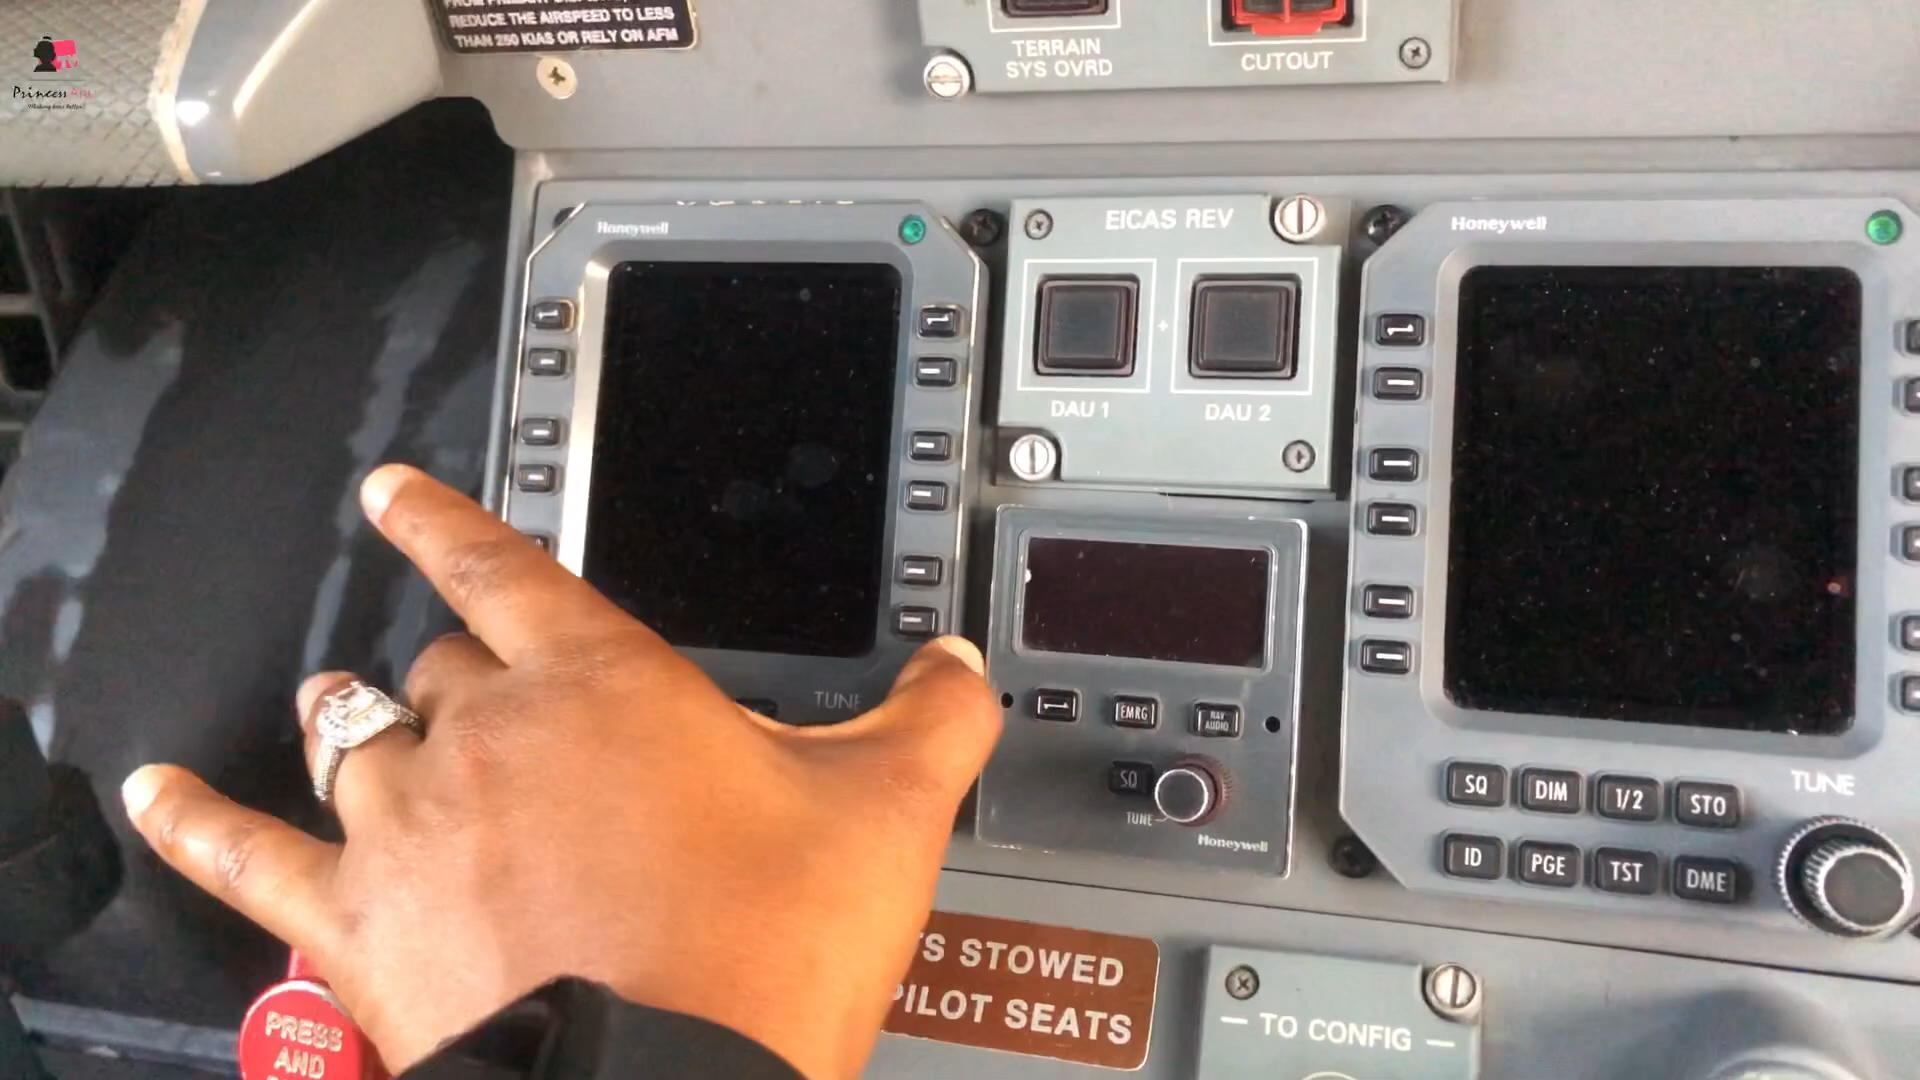 Princess
REDUCE THE AIRSPEED TO LESS
THAN 250 KIAS OR RELY ON AFM
TERRAIN
SYS OVRD
CUTOUT
Honeywell
TUNE
EICAS REV
DAU 1
DAU 2
EMRG
NAV
AUDIO
SQ
TUNE
Honeywell
Honeywell
TUNE
SQ
DIM
1/2
STO
ID
PGE
TST
DME
STOWED
PILOT SEATS
— TO CONFIG —
PRESS
AND